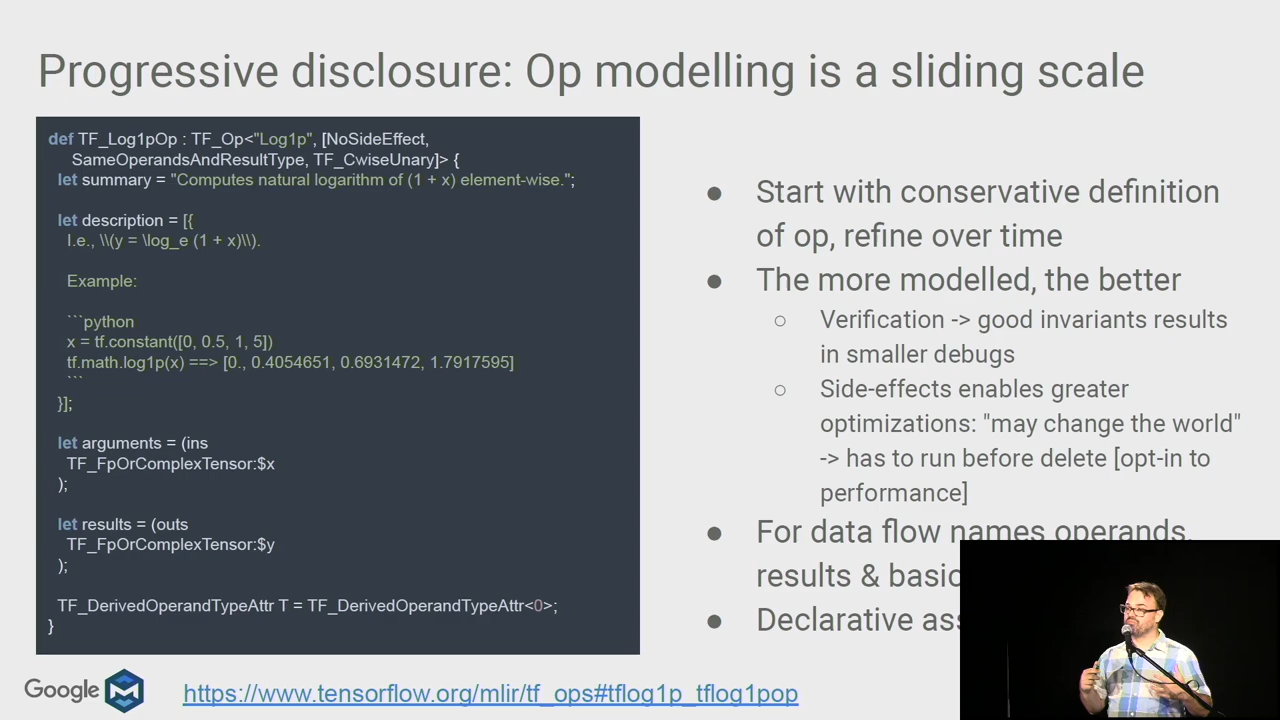 Progressive disclosure: Op modelling is a sliding scale
def TF_Log1pOp : TF_Op<"Log1p", [NoSideEffect,
SameOperandsAndResultType, TF_CwiseUnary]> {
let summary = "Computes natural logarithm of (1 + x) element-wise.";
let description = [{
I.e., \\(y = \log_e (1 + x)\\).
Example:
```python
x = tf.constant([0, 0.5, 1, 5])
tf.math.log1p(x) ==> [0., 0.4054651, 0.6931472, 1.7917595]
```
}];
let arguments = (ins
TF_FpOrComplexTensor:$x
);
let results = (outs
TF_FpOrComplexTensor:$y
);
TF_DerivedOperandTypeAttr T = TF_DerivedOperandTypeAttr<0>;
}
● Start with conservative definition
of op, refine over time
● The more modelled, the better
○ Verification -> good invariants results
in smaller debugs
○ Side-effects enables greater
optimizations: "may change the world"
-> has to run before delete [opt-in to
performance]
● For data flow names operands,
results & basic
● Declarative
Google
https://www.tensorflow.org/mlir/tf_ops#tflog1p_tflog1pop